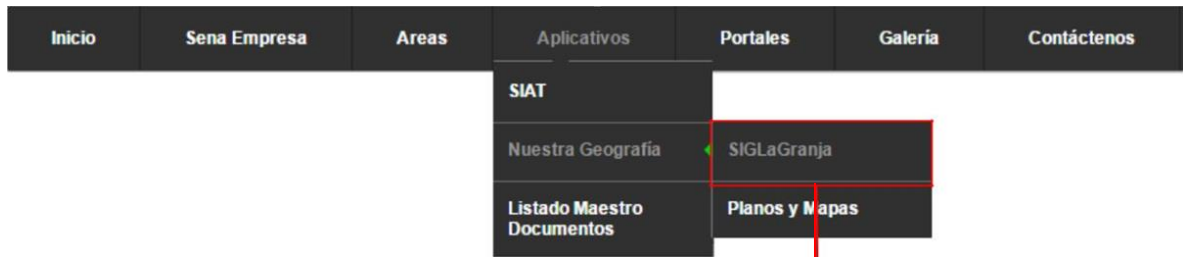 Inicio Sena Empresa Areas Aplicativos Portales Galería Contáctenos
SIAT
Nuestra Geografía SIGLaGranja
Listado Maestro Planos y Mapas
Documentos